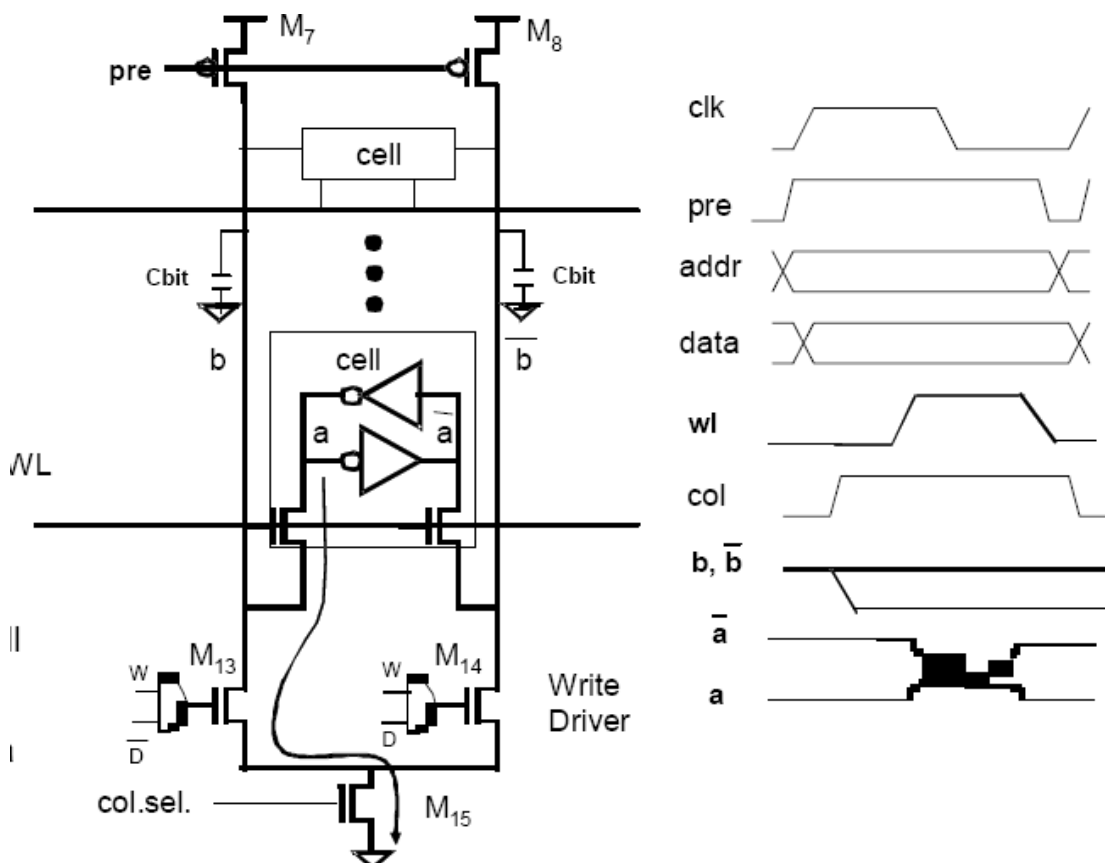 M₇
M₈
pre
cell
Cbit
Cbit
b
b̅
cell
a
a̅
WL
ll
W
D̅
M₁₃
W
D
M₁₄
Write
Driver
col.sel.
M₁₅
clk
pre
addr
data
wl
col
b, b̅
a̅
a